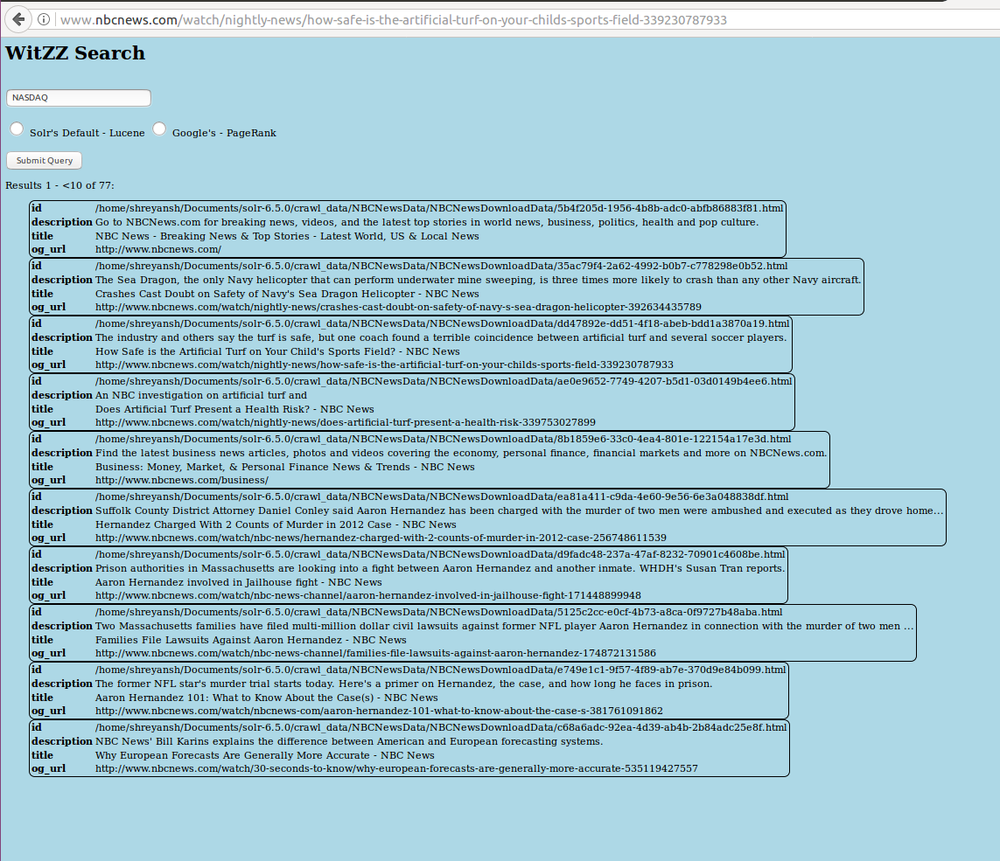 www.nbcnews.com/watch/nightly-news/how-safe-is-the-artificial-turf-on-your-childs-sports-field-339230787933
WitZZ Search
NASDAQ
Solr's Default - Lucene Google's - PageRank
Submit Query
Results 1 - <10 of 77:
id /home/shreyansh/Documents/solr-6.5.0/crawl_data/NBCNewsData/NBCNewsDownloadData/5b4f205d-1956-4b8b-adc0-abfb86883f81.html
description Go to NBCNews.com for breaking news, videos, and the latest top stories in world news, business, politics, health and pop culture.
title NBC News - Breaking News & Top Stories - Latest World, US & Local News
og_url http://www.nbcnews.com/
id /home/shreyansh/Documents/solr-6.5.0/crawl_data/NBCNewsData/NBCNewsDownloadData/35ac79f4-2a62-4992-b0b7-c778298e0b52.html
description The Sea Dragon, the only Navy helicopter that can perform underwater mine sweeping, is three times more likely to crash than any other Navy aircraft.
title Crashes Cast Doubt on Safety of Navy's Sea Dragon Helicopter - NBC News
og_url http://www.nbcnews.com/watch/nightly-news/crashes-cast-doubt-on-safety-of-navy-s-sea-dragon-helicopter-392634435789
id /home/shreyansh/Documents/solr-6.5.0/crawl_data/NBCNewsData/NBCNewsDownloadData/dd47892e-dd51-4f18-abeb-bdd1a3870a19.html
description The industry and others say the turf is safe, but one coach found a terrible coincidence between artificial turf and several soccer players.
title How Safe is the Artificial Turf on Your Child's Sports Field? - NBC News
og_url http://www.nbcnews.com/watch/nightly-news/how-safe-is-the-artificial-turf-on-your-childs-sports-field-339230787933
id /home/shreyansh/Documents/solr-6.5.0/crawl_data/NBCNewsData/NBCNewsDownloadData/ae0e9652-7749-4207-b5d1-03d0149b4ee6.html
description An NBC investigation on artificial turf and
title Does Artificial Turf Present a Health Risk? - NBC News
og_url http://www.nbcnews.com/watch/nightly-news/does-artificial-turf-present-a-health-risk-339753027899
id /home/shreyansh/Documents/solr-6.5.0/crawl_data/NBCNewsData/NBCNewsDownloadData/8b1859e6-33c0-4ea4-801e-122154a17e3d.html
description Find the latest business news articles, photos and videos covering the economy, personal finance, financial markets and more on NBCNews.com.
title Business: Money, Market, & Personal Finance News & Trends - NBC News
og_url http://www.nbcnews.com/business/
id /home/shreyansh/Documents/solr-6.5.0/crawl_data/NBCNewsData/NBCNewsDownloadData/ea81a411-c9da-4e60-9e56-6e3a048838df.html
description Suffolk County District Attorney Daniel Conley said Aaron Hernandez has been charged with the murder of two men were ambushed and executed as they drove home...
title Hernandez Charged With 2 Counts of Murder in 2012 Case - NBC News
og_url http://www.nbcnews.com/watch/nbc-news/hernandez-charged-with-2-counts-of-murder-in-2012-case-256748611539
id /home/shreyansh/Documents/solr-6.5.0/crawl_data/NBCNewsData/NBCNewsDownloadData/d9fadc48-237a-47af-8232-70901c4608be.html
description Prison authorities in Massachusetts are looking into a fight between Aaron Hernandez and another inmate. WHDH's Susan Tran reports.
title Aaron Hernandez involved in Jailhouse fight - NBC News
og_url http://www.nbcnews.com/watch/nbc-news-channel/aaron-hernandez-involved-in-jailhouse-fight-171448899948
id /home/shreyansh/Documents/solr-6.5.0/crawl_data/NBCNewsData/NBCNewsDownloadData/5125c2cc-e0cf-4b73-a8ca-0f9727b48aba.html
description Two Massachusetts families have filed multi-million dollar civil lawsuits against former NFL player Aaron Hernandez in connection with the murder of two men ...
title Families File Lawsuits Against Aaron Hernandez - NBC News
og_url http://www.nbcnews.com/watch/nbc-news-channel/families-file-lawsuits-against-aaron-hernandez-174872131586
id /home/shreyansh/Documents/solr-6.5.0/crawl_data/NBCNewsData/NBCNewsDownloadData/e749e1c1-9f57-4f89-ab7e-370d9e84b099.html
description The former NFL star's murder trial starts today. Here's a primer on Hernandez, the case, and how long he faces in prison.
title Aaron Hernandez 101: What to Know About the Case(s) - NBC News
og_url http://www.nbcnews.com/watch/nbcnews-com/aaron-hernandez-101-what-to-know-about-the-case-s-381761091862
id /home/shreyansh/Documents/solr-6.5.0/crawl_data/NBCNewsData/NBCNewsDownloadData/c68a6adc-92ea-4d39-ab4b-2b84adc25e8f.html
description NBC News' Bill Karins explains the difference between American and European forecasting systems.
title Why European Forecasts Are Generally More Accurate - NBC News
og_url http://www.nbcnews.com/watch/30-seconds-to-know/why-european-forecasts-are-generally-more-accurate-535119427557